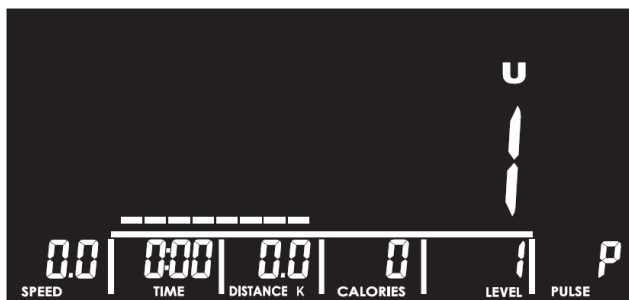 U
1
0.0 0:00 0.0 0 1 P
SPEED TIME DISTANCE K CALORIES LEVEL PULSE